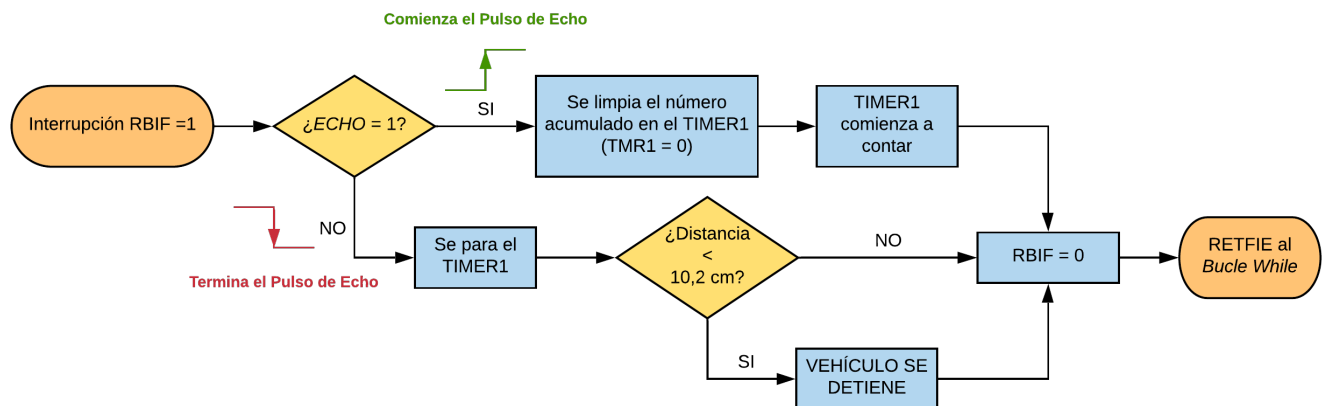 Comienza el Pulso de Echo
Interrupción RBIF =1
¿ECHO = 1?
SI
Se limpia el número
acumulado en el TIMER1
(TMR1 = 0)
TIMER1
comienza a
contar
NO
Termina el Pulso de Echo
Se para el
TIMER1
¿Distancia
<
10,2 cm?
NO
RBIF = 0
RETFIE al
Bucle While
SI
VEHÍCULO SE
DETIENE